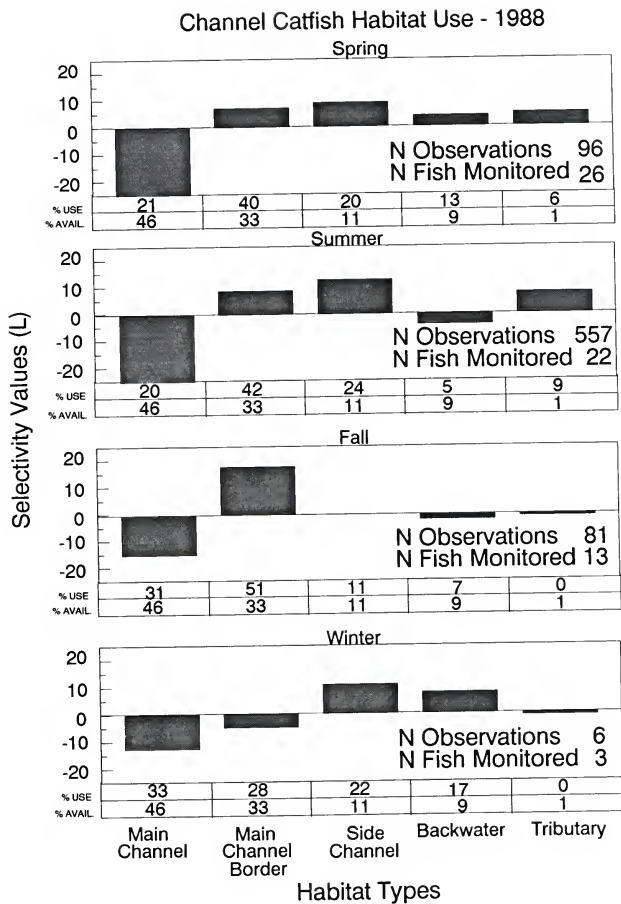 Channel Catfish Habitat Use - 1988
Spring
20
10
0
-10
-20
N Observations 96
N Fish Monitored 26
% USE 21 40 20 13 6
% AVAIL. 46 33 11 9 1
Summer
20
10
0
-10
-20
N Observations 557
N Fish Monitored 22
% USE 20 42 24 5 9
% AVAIL 46 33 11 9 1
Fall
20
10
0
-10
-20
N Observations 81
N Fish Monitored 13
% USE 31 51 11 7 0
% AVAIL. 46 33 11 9 1
Winter
20
10
0
-10
-20
N Observations 6
N Fish Monitored 3
% USE 33 28 22 17 0
% AVAIL. 46 33 11 9 1
Main Channel
Main Channel Border
Side Channel
Backwater
Tributary
Habitat Types
Selectivity Values (L)